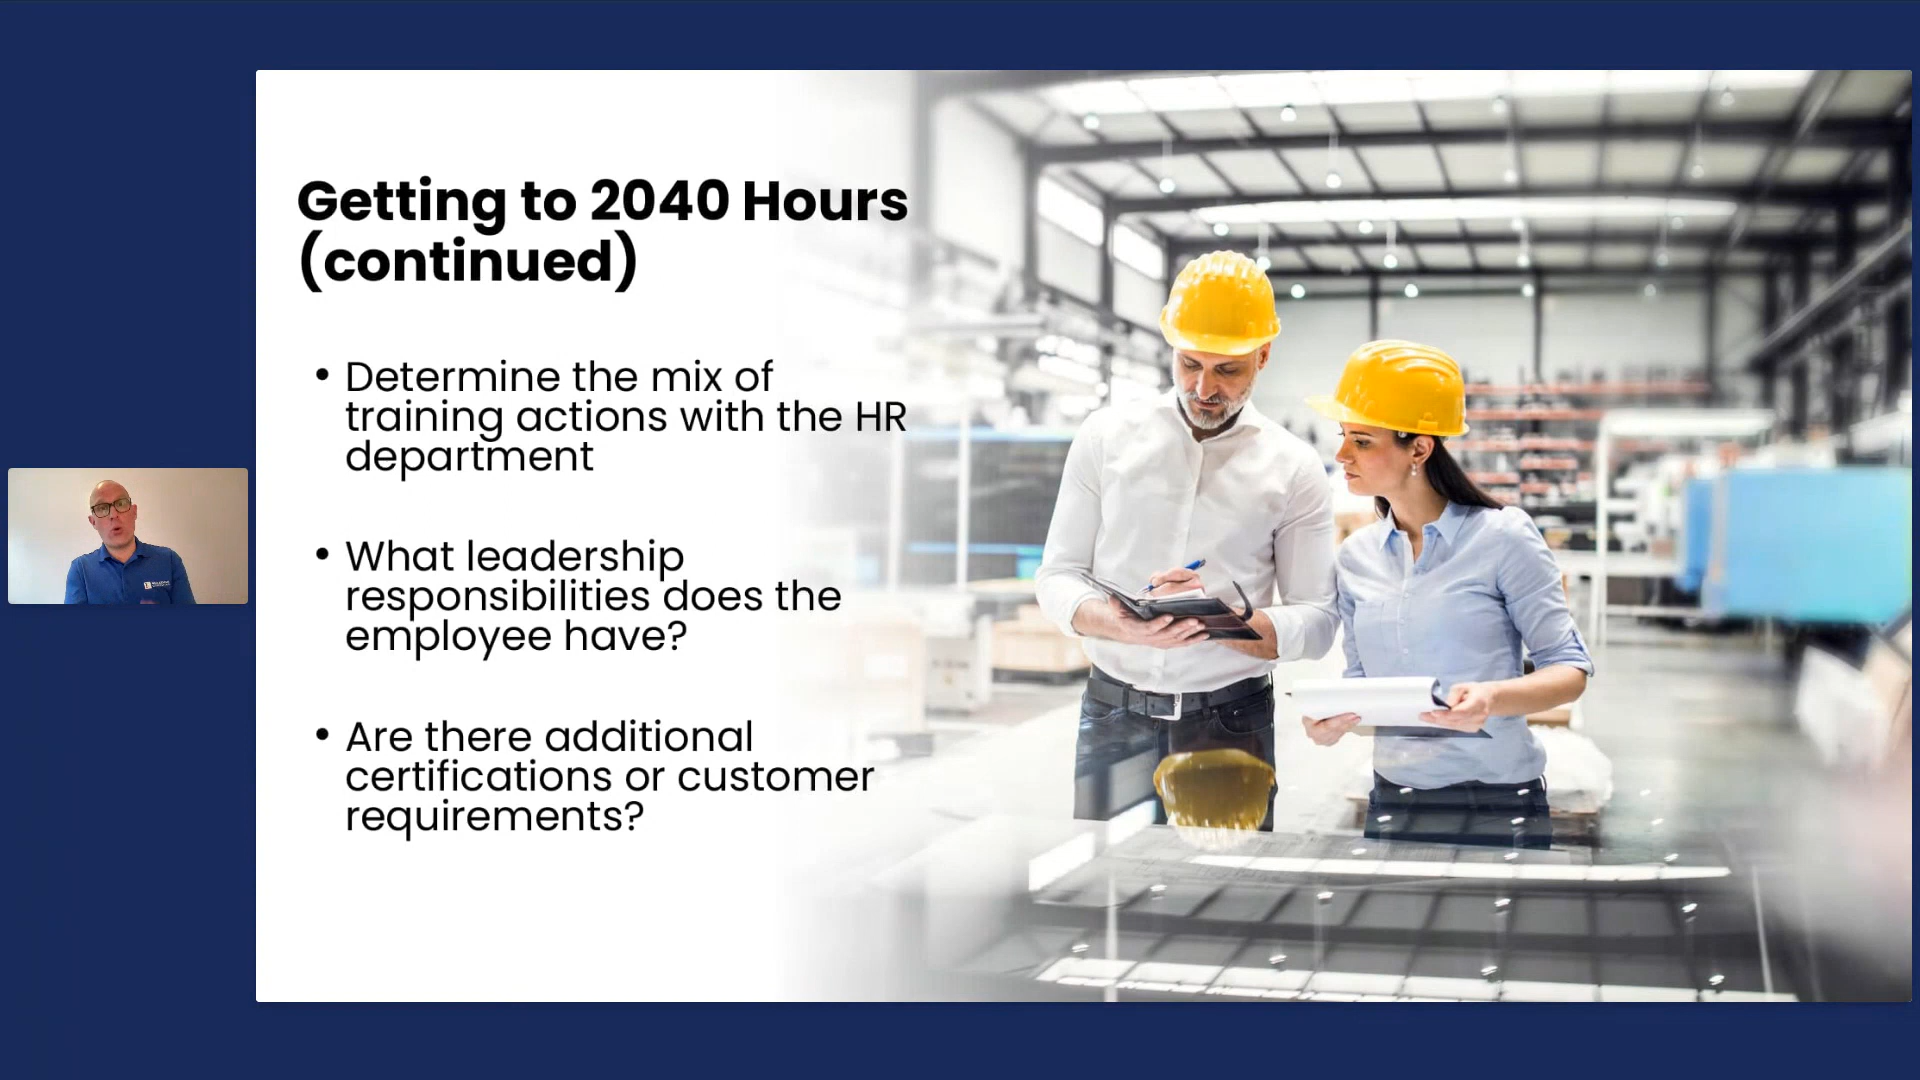 Getting to 2040 Hours
(continued)
• Determine the mix of
training actions with the HR
department
• What leadership
responsibilities does the
employee have?
• Are there additional
certifications or customer
requirements?